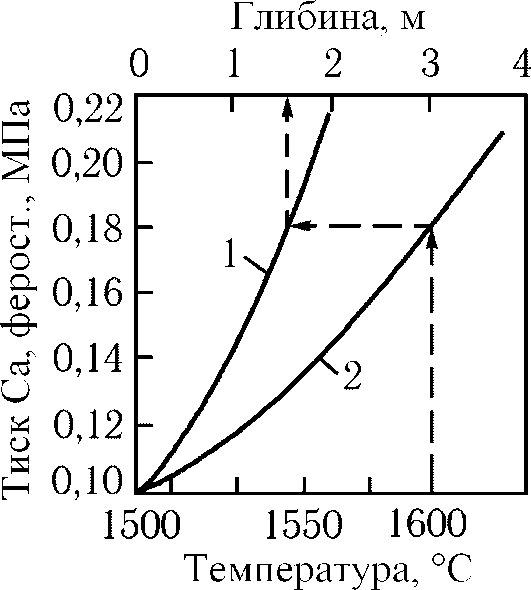 Глибина, м
0 1 2 3 4
Тиск Са, ферост., МПа
0,22
0,20
0,18
0,16
0,14
0,12
0,10
1
2
1500 1550 1600
Температура, °С